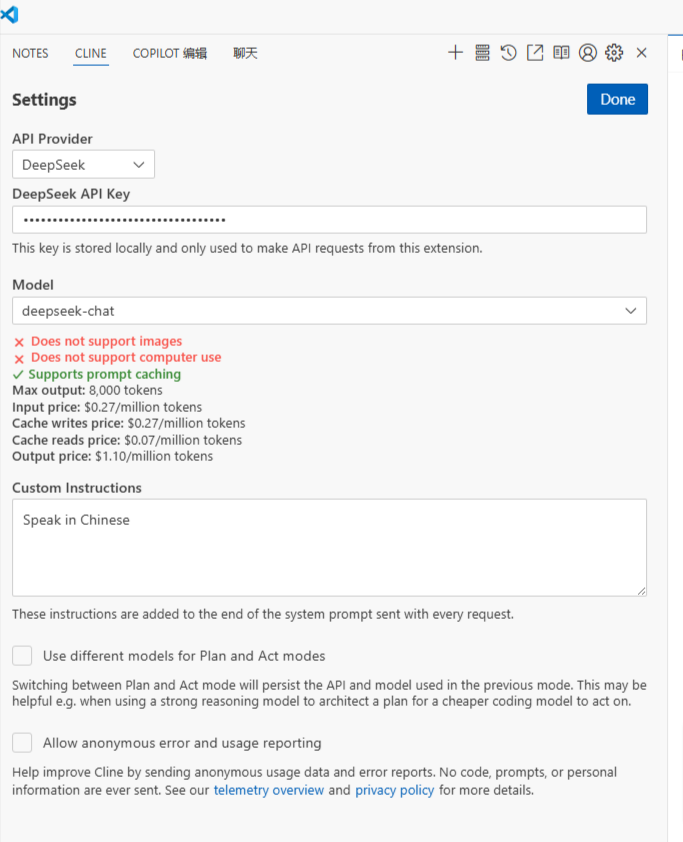 NOTES CLINE COPILOT 编辑 聊天
Settings Done
API Provider
DeepSeek
DeepSeek API Key
••••••••••••••••••••••••••••••••••••
This key is stored locally and only used to make API requests from this extension.
Model
deepseek-chat
Does not support images
Does not support computer use
Supports prompt caching
Max output: 8,000 tokens
Input price: $0.27/million tokens
Cache writes price: $0.27/million tokens
Cache reads price: $0.07/million tokens
Output price: $1.10/million tokens
Custom Instructions
Speak in Chinese
These instructions are added to the end of the system prompt sent with every request.
Use different models for Plan and Act modes
Switching between Plan and Act mode will persist the API and model used in the previous mode. This may be
helpful e.g. when using a strong reasoning model to architect a plan for a cheaper coding model to act on.
Allow anonymous error and usage reporting
Help improve Cline by sending anonymous usage data and error reports. No code, prompts, or personal
information are ever sent. See our telemetry overview and privacy policy for more details.